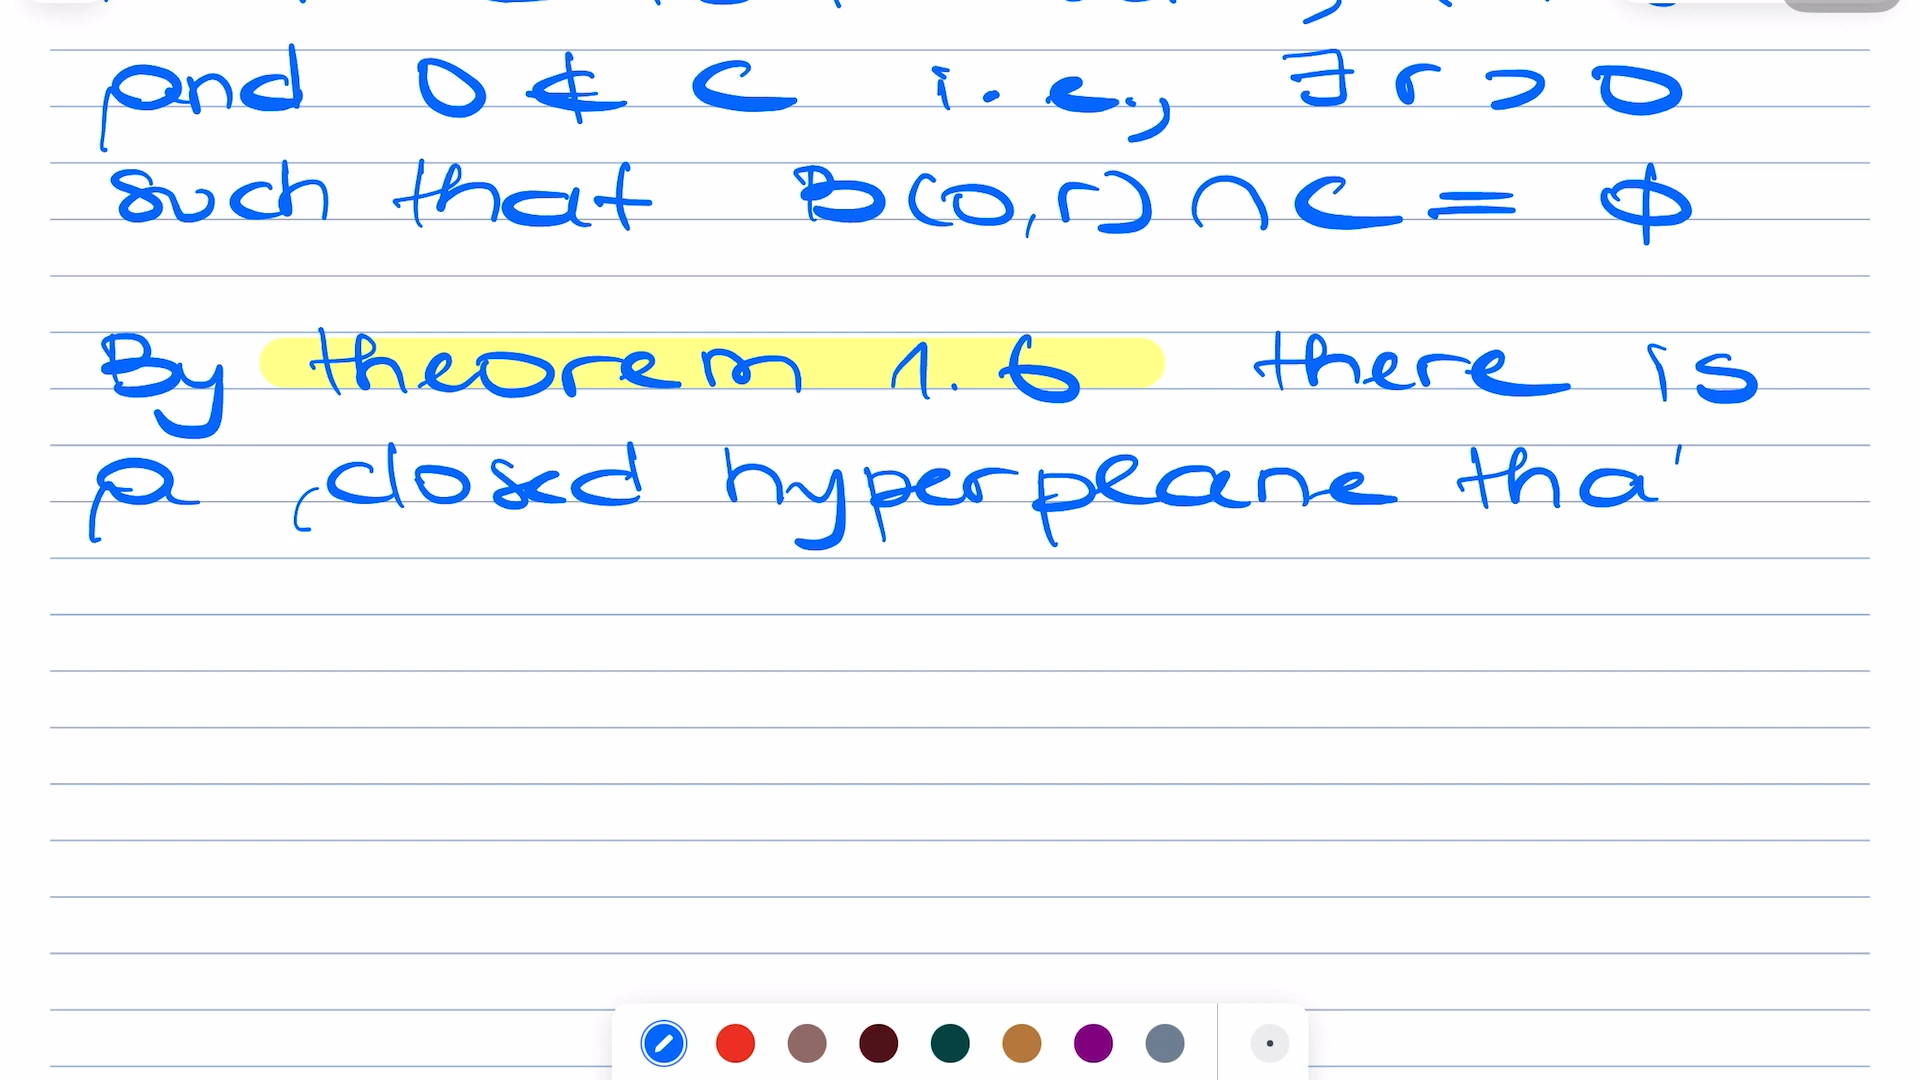 and 0 ∉ C i.e., ∃ r > 0
such that B(0,r) ∩ C = ϕ
By theorem 1.6 there is
a closed hyperplane tha